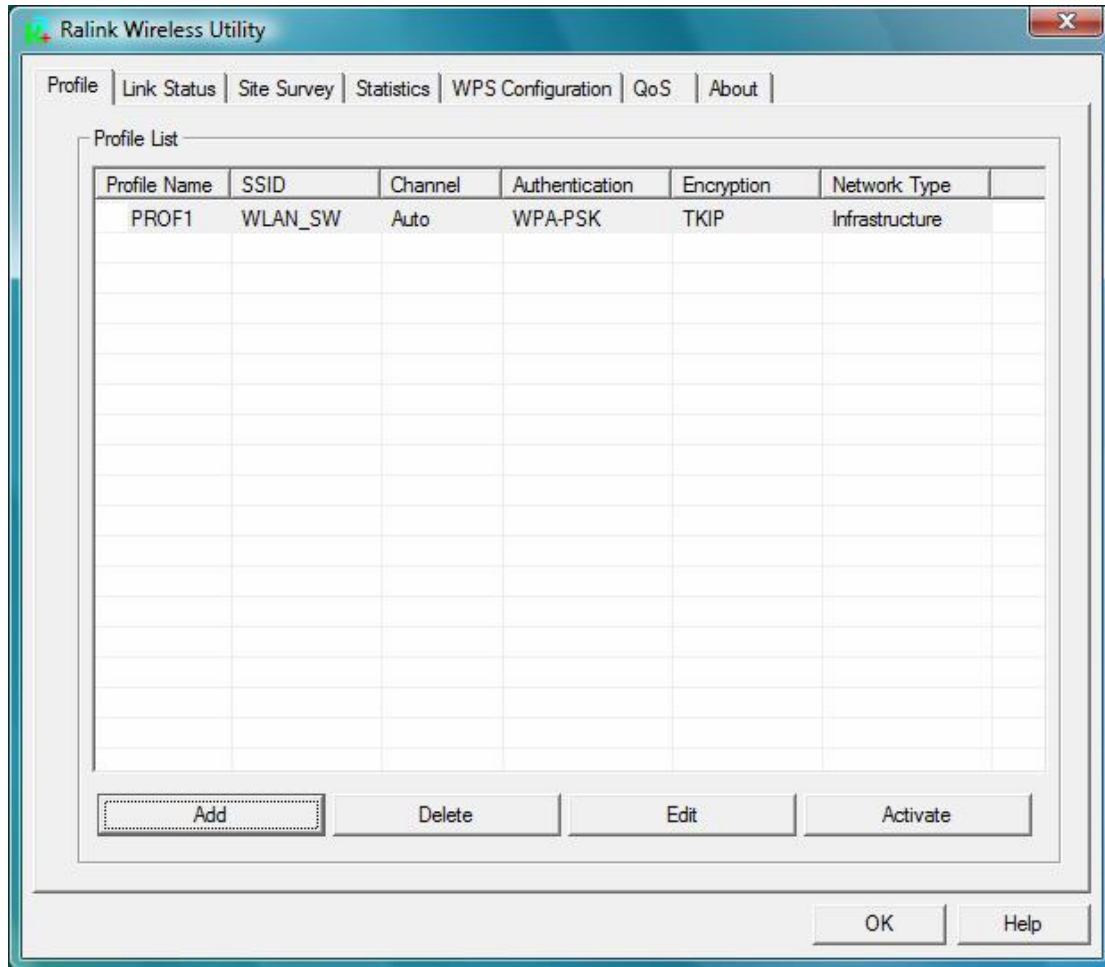 Ralink Wireless Utility
Profile Link Status Site Survey Statistics WPS Configuration QoS About
Profile List
Profile Name SSID Channel Authentication Encryption Network Type
PROF1 WLAN_SW Auto WPA-PSK TKIP Infrastructure
Add Delete Edit Activate
OK Help